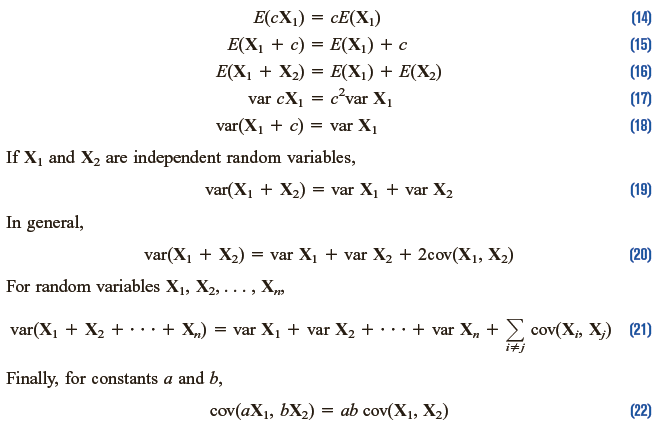 E(cX₁) = cE(X₁) (14)
E(X₁ + c) = E(X₁) + c (15)
E(X₁ + X₂) = E(X₁) + E(X₂) (16)
var cX₁ = c²var X₁ (17)
var(X₁ + c) = var X₁ (18)
If X₁ and X₂ are independent random variables,
var(X₁ + X₂) = var X₁ + var X₂ (19)
In general,
var(X₁ + X₂) = var X₁ + var X₂ + 2cov(X₁, X₂) (20)
For random variables X₁, X₂, . . . , Xₙ,
var(X₁ + X₂ + · · · + Xₙ) = var X₁ + var X₂ + · · · + var Xₙ + ∑ cov(Xᵢ, Xⱼ) (21)
i≠j
Finally, for constants a and b,
cov(aX₁, bX₂) = ab cov(X₁, X₂) (22)